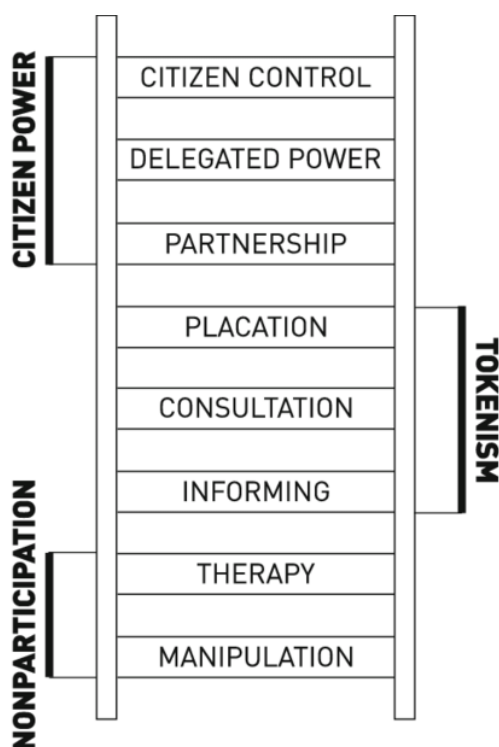 CITIZEN POWER
CITIZEN CONTROL
DELEGATED POWER
PARTNERSHIP
TOKENISM
PLACATION
CONSULTATION
INFORMING
NONPARTICIPATION
THERAPY
MANIPULATION